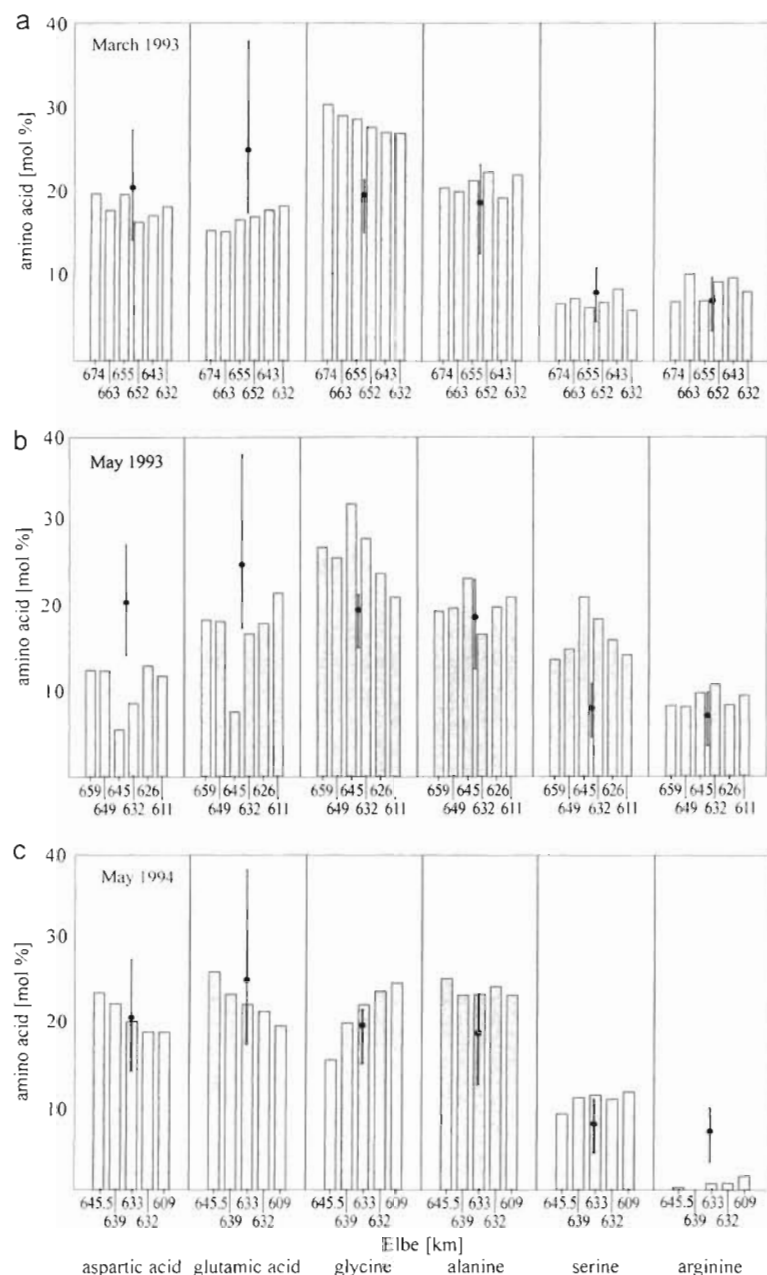 a
March 1993
amino acid [mol %]
40
30
20
10
674 655 643 674 655 643 674 655 643 674 655 643 674 655 643 674 655 643
663 652 632 663 652 632 663 652 632 663 652 632 663 652 632 663 652 632
b
May 1993
amino acid [mol %]
40
30
20
10
659 645 626 659 645 626 659 645 626 659 645 626 659 645 626 659 645 626
649 632 611 649 632 611 649 632 611 649 632 611 649 632 611 649 632 611
c
May 1994
amino acid [mol %]
40
30
20
10
645.5 633 609 645.5 633 609 645.5 633 609 645.5 633 609 645.5 633 609 645.5 633 609
639 632 639 632 639 632 639 632 639 632 639 632
Elbe [km]
aspartic acid glutamic acid glycine alanine serine arginine